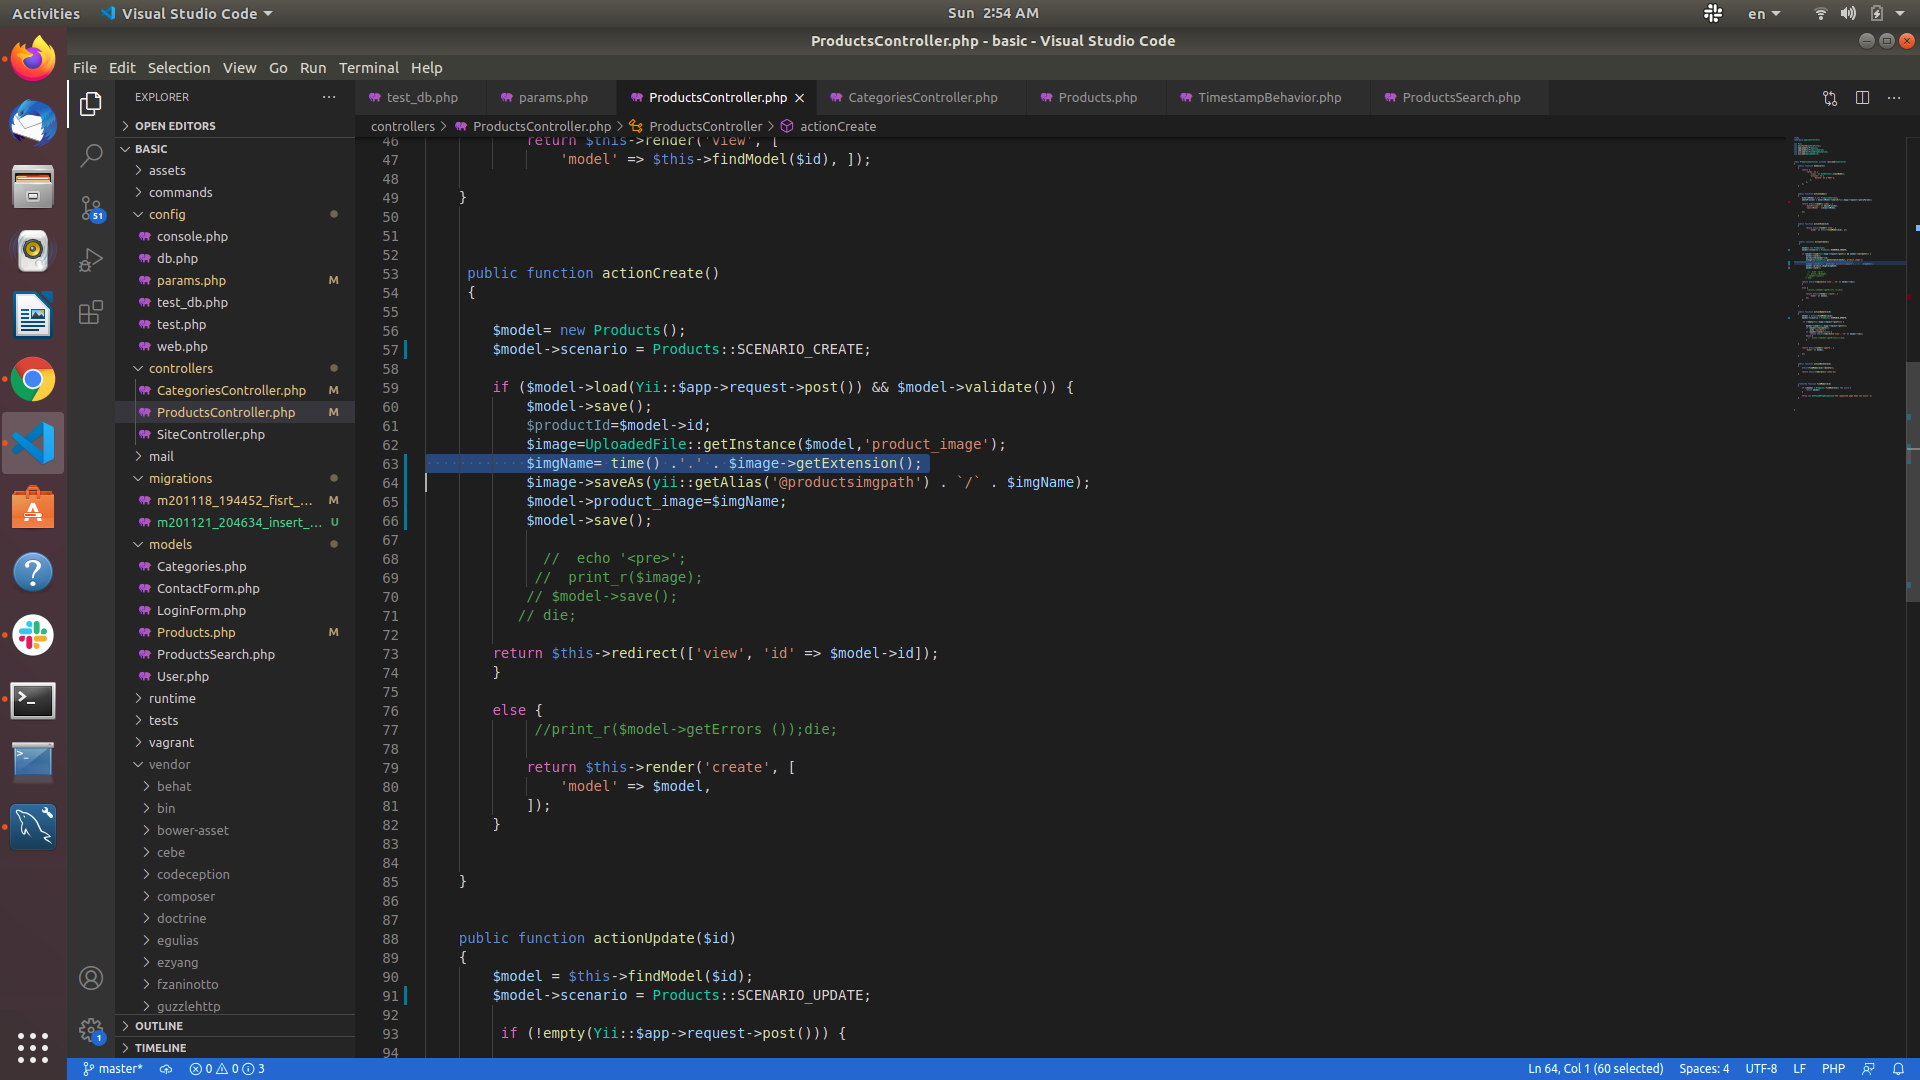 Activities
Visual Studio Code
Sun 2:54 AM
en
ProductsController.php - basic - Visual Studio Code
File Edit Selection View Go Run Terminal Help
EXPLORER
OPEN EDITORS
BASIC
assets
commands
config
console.php
db.php
params.php M
test_db.php
test.php
web.php
controllers
CategoriesController.php M
ProductsController.php M
SiteController.php
mail
migrations
m201118_194452_fisrt_... M
m201121_204634_insert_... U
models
Categories.php
ContactForm.php
LoginForm.php
Products.php M
ProductsSearch.php
User.php
runtime
tests
vagrant
vendor
behat
bin
bower-asset
cebe
codeception
composer
doctrine
egulias
ezyang
fzaninotto
guzzlehttp
OUTLINE
TIMELINE
51
1
test_db.php params.php ProductsController.php CategoriesController.php Products.php TimestampBehavior.php ProductsSearch.php
controllers > ProductsController.php > ProductsController > actionCreate
46 return $this->render('view', [
47 'model' => $this->findModel($id), ]);
48
49 }
50
51
52
53 public function actionCreate()
54 {
55
56 $model= new Products();
57 $model->scenario = Products::SCENARIO_CREATE;
58
59 if ($model->load(Yii::$app->request->post()) && $model->validate()) {
60 $model->save();
61 $productId=$model->id;
62 $image=UploadedFile::getInstance($model,'product_image');
63 $imgName= time() .'.' . $image->getExtension();
64 $image->saveAs(yii::getAlias('@productsimgpath') . `/` . $imgName);
65 $model->product_image=$imgName;
66 $model->save();
67
68 //  echo '<pre>';
69 //  print_r($image);
70 // $model->save();
71 // die;
72
73 return $this->redirect(['view', 'id' => $model->id]);
74 }
75
76 else {
77 //print_r($model->getErrors ());die;
78
79 return $this->render('create', [
80 'model' => $model,
81 ]);
82 }
83
84
85 }
86
87
88 public function actionUpdate($id)
89 {
90 $model = $this->findModel($id);
91 $model->scenario = Products::SCENARIO_UPDATE;
92
93 if (!empty(Yii::$app->request->post())) {
94
master* 0 0 3
Ln 64, Col 1 (60 selected) Spaces: 4 UTF-8 LF PHP